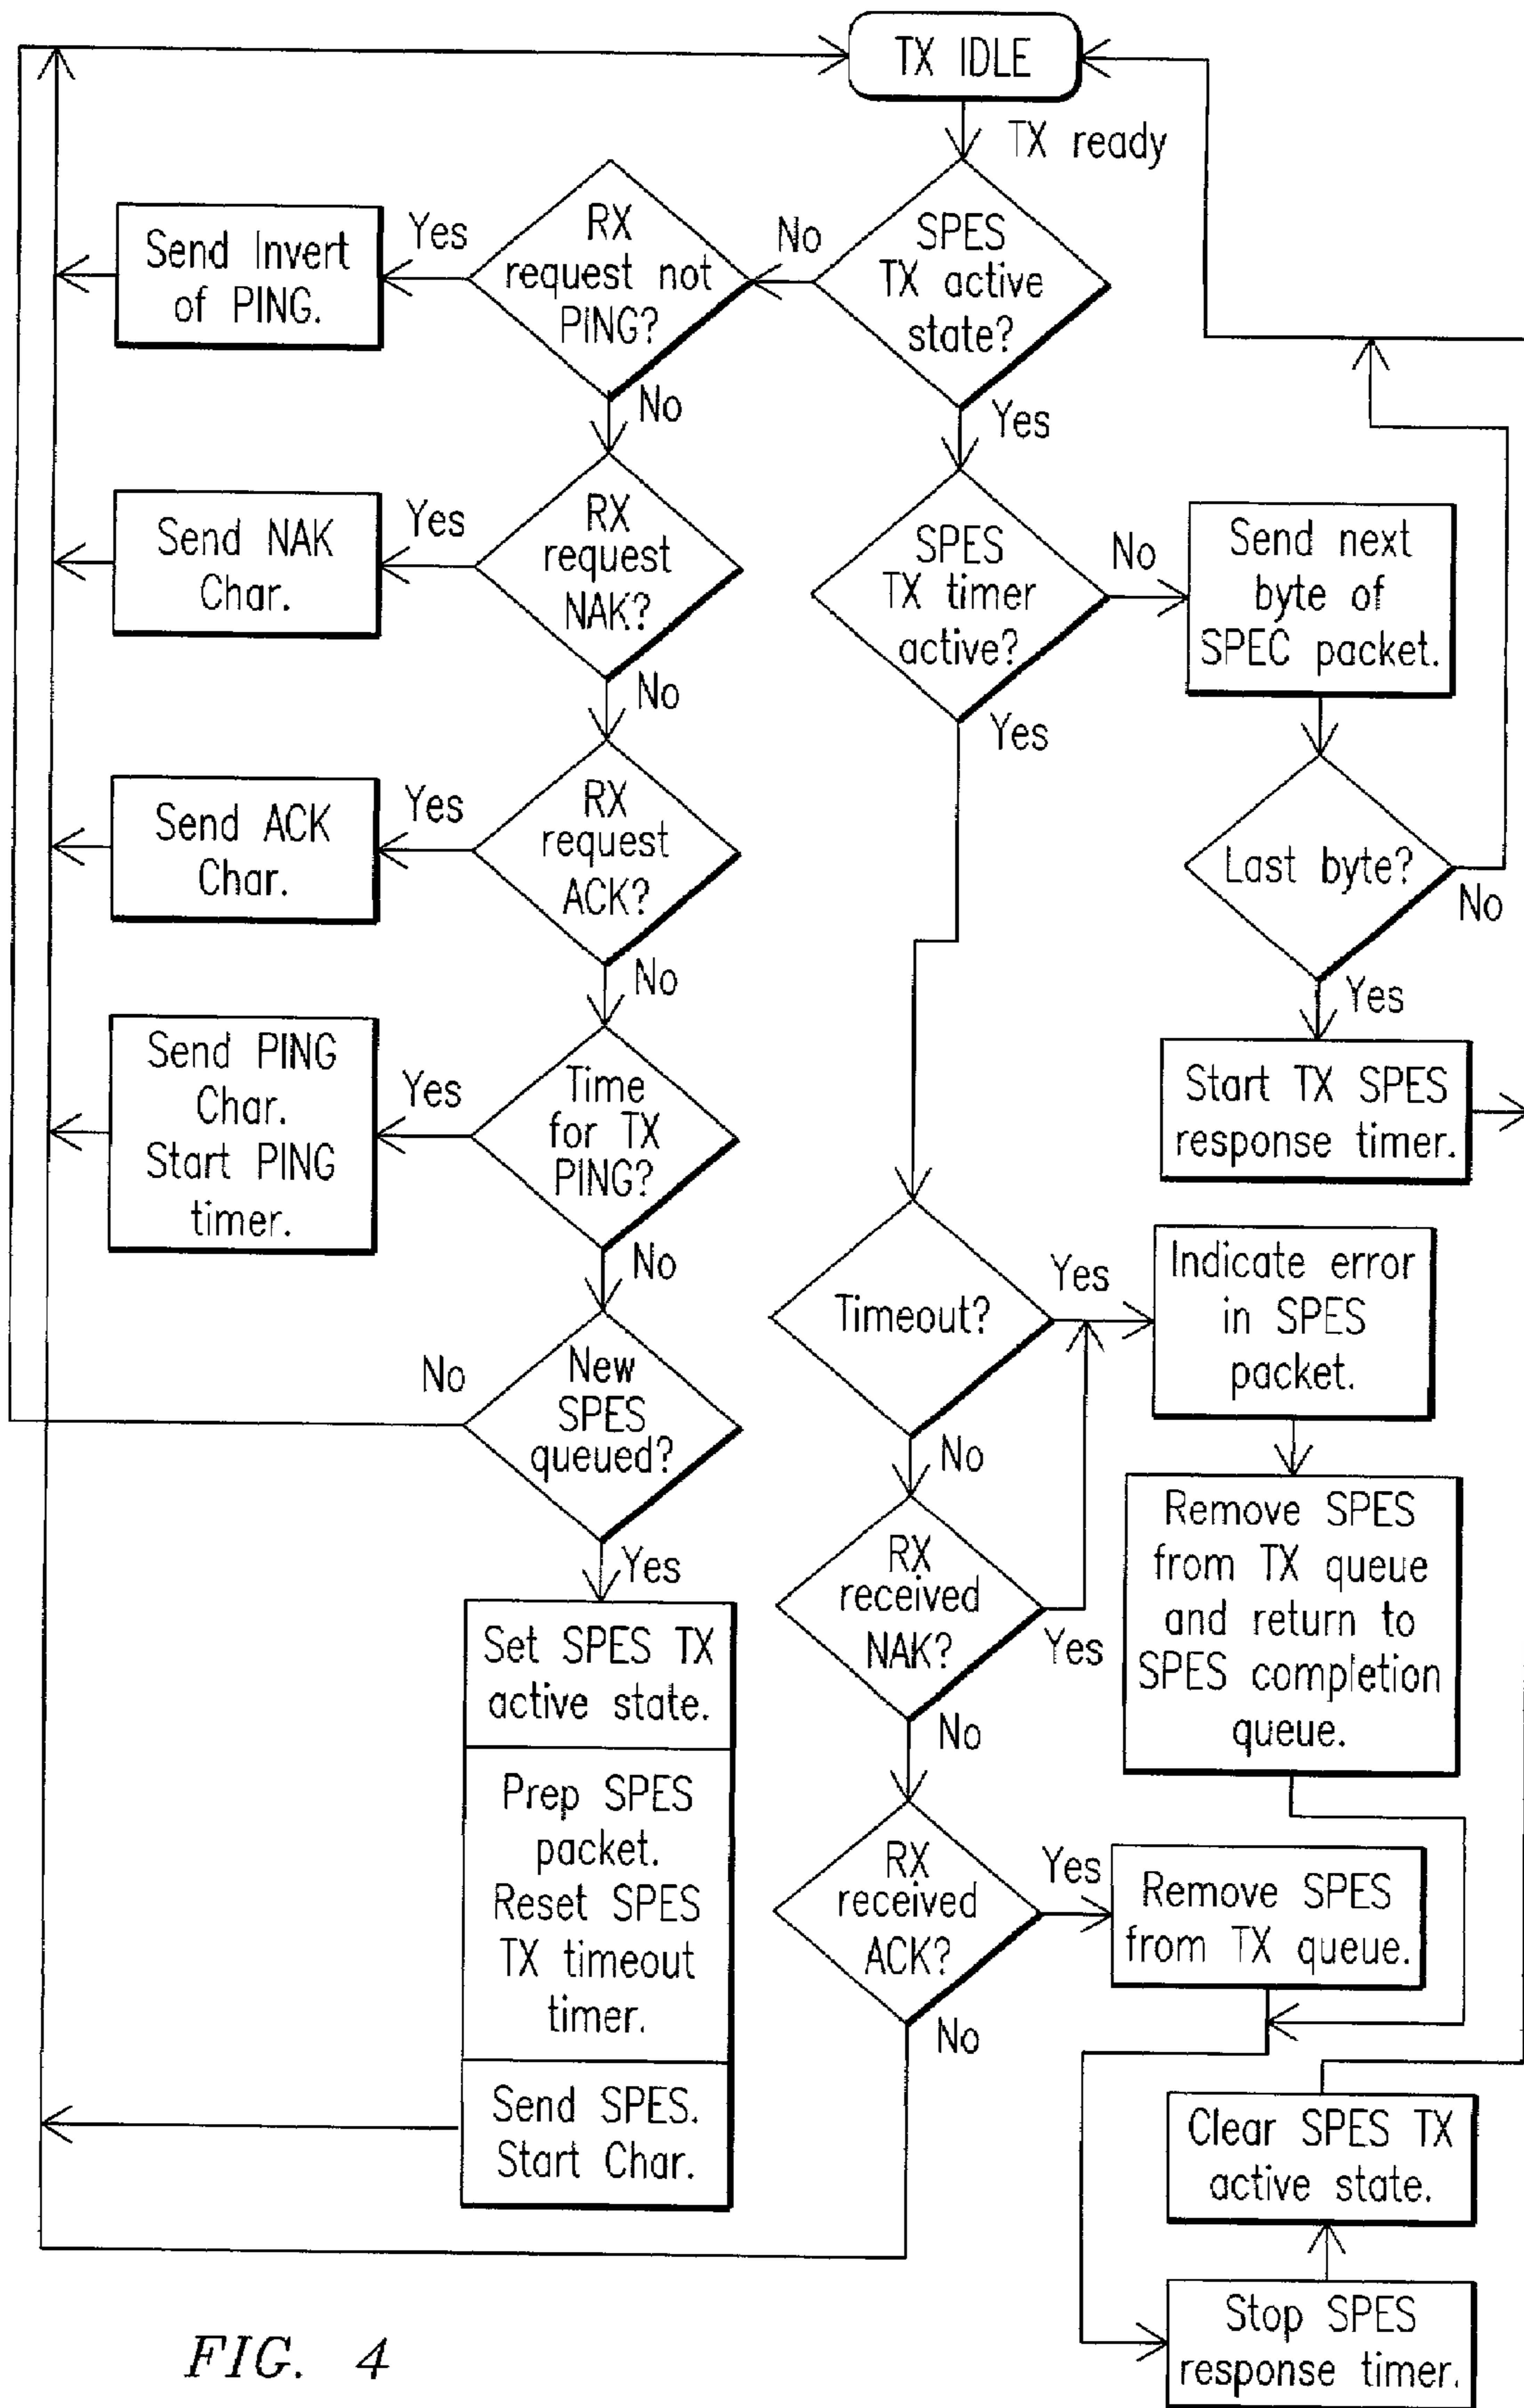 TX IDLE
TX ready
SPES
TX active
state?
No
Yes
RX
request not
PING?
Yes
No
Send Invert
of PING.
RX
request
NAK?
Yes
No
Send NAK
Char.
RX
request
ACK?
Yes
No
Send ACK
Char.
Time
for TX
PING?
Yes
No
Send PING
Char.
Start PING
timer.
New
SPES
queued?
No
Yes
Set SPES TX
active state.
Prep SPES
packet.
Reset SPES
TX timeout
timer.
Send SPES.
Start Char.
SPES
TX timer
active?
No
Yes
Send next
byte of
SPEC packet.
Last byte?
No
Yes
Start TX SPES
response timer.
Timeout?
Yes
No
Indicate error
in SPES
packet.
Remove SPES
from TX queue
and return to
SPES completion
queue.
RX
received
NAK?
Yes
No
RX
received
ACK?
Yes
No
Remove SPES
from TX queue.
Clear SPES TX
active state.
Stop SPES
response timer.
FIG. 4